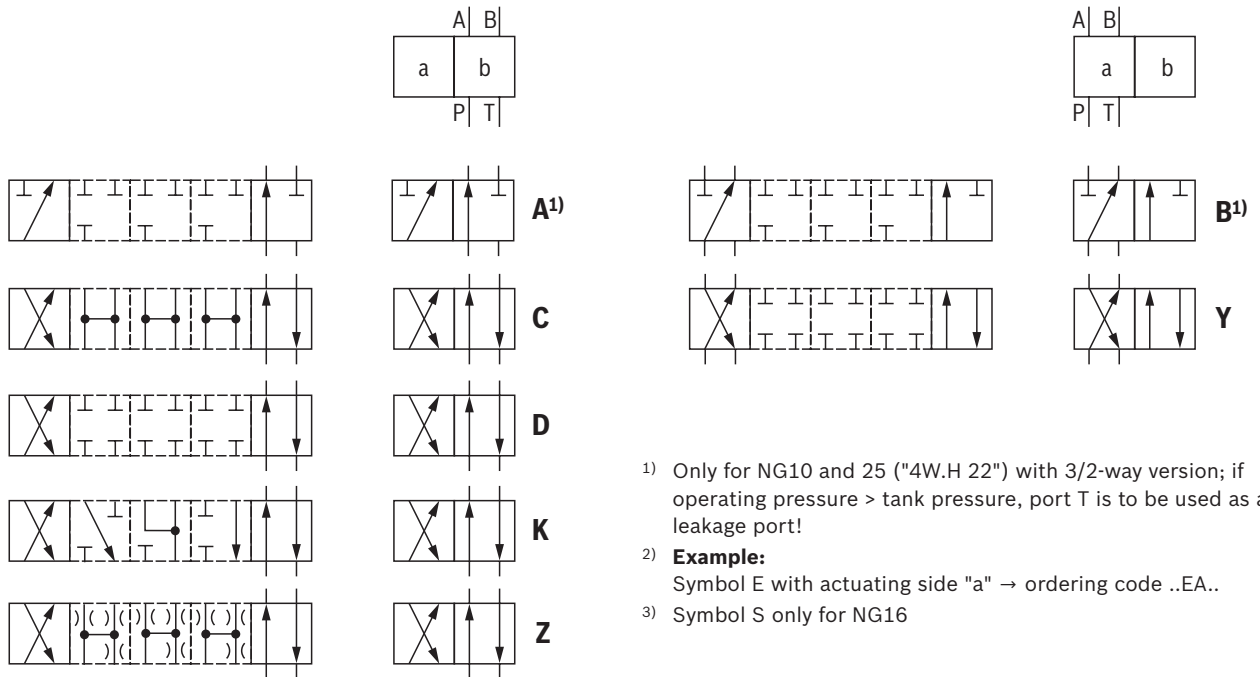 A B
a b
P T
A B
a b
P T
A1)
B1)
C
Y
D
K
Z
1) Only for NG10 and 25 ("4W.H 22") with 3/2-way version; if
operating pressure > tank pressure, port T is to be used as a
leakage port!
2) Example:
Symbol E with actuating side "a" → ordering code ..EA..
3) Symbol S only for NG16